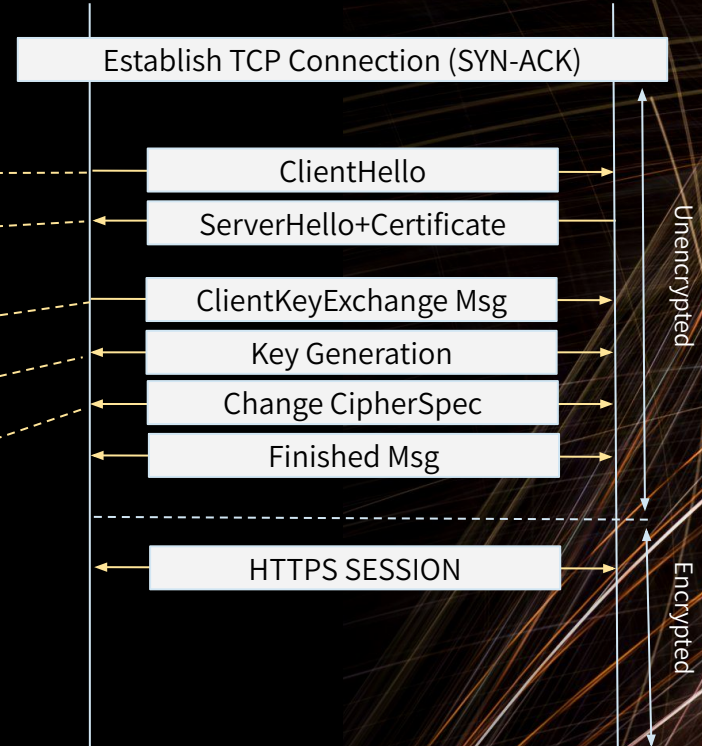 Establish TCP Connection (SYN-ACK)
ClientHello
ServerHello+Certificate
ClientKeyExchange Msg
Key Generation
Change CipherSpec
Finished Msg
Unencrypted
HTTPS SESSION
Encrypted